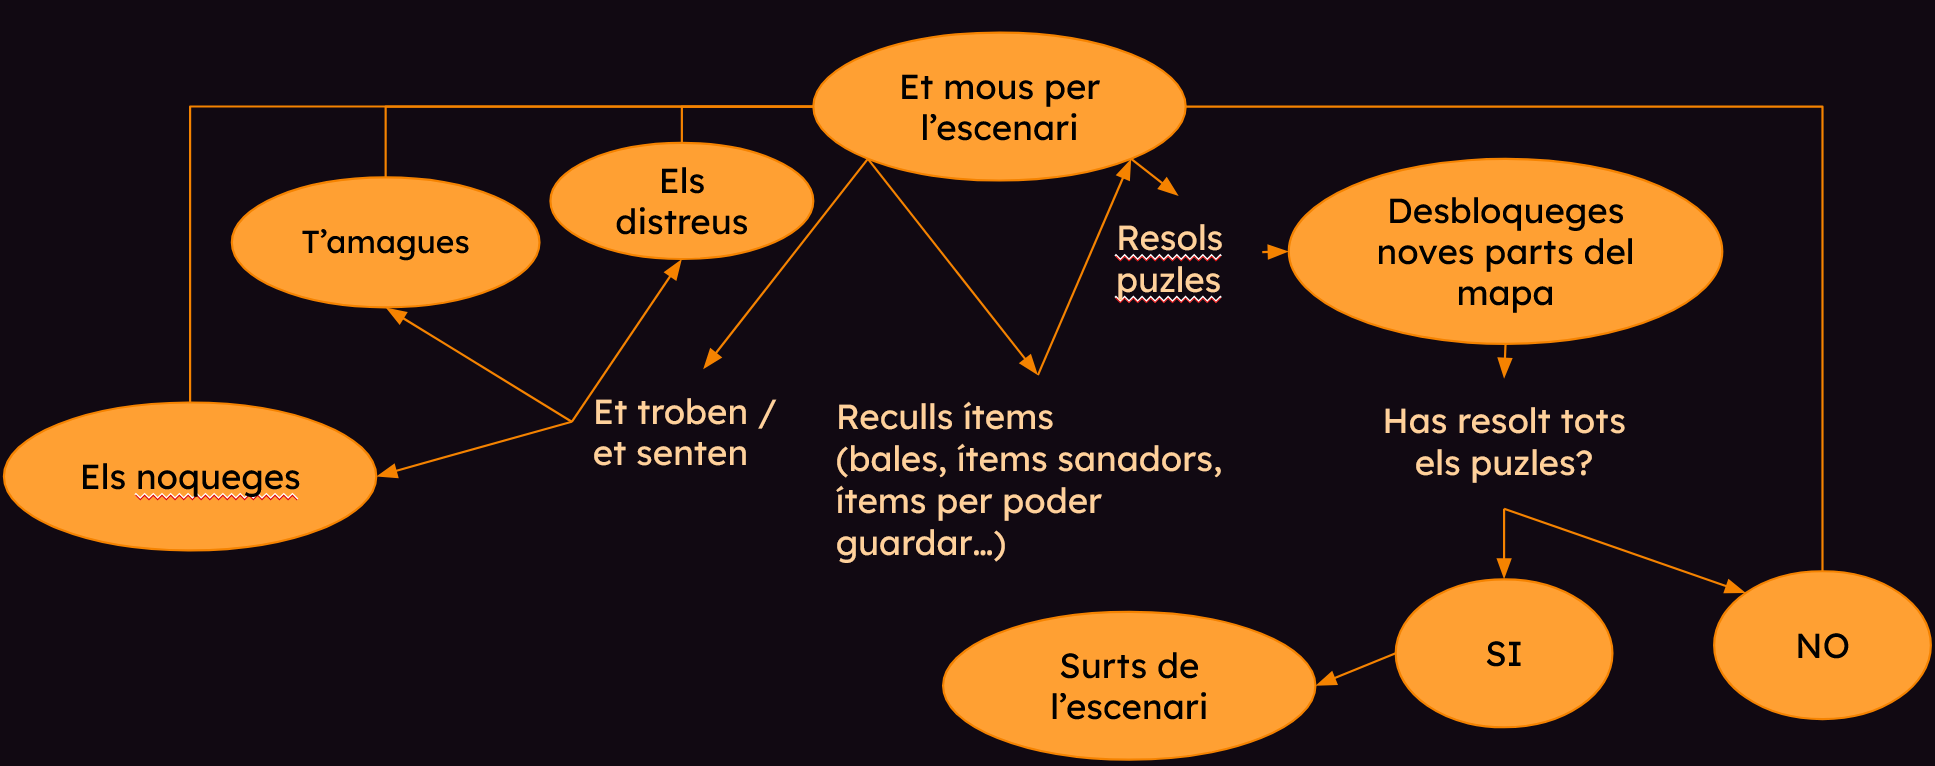 Et mous per
l’escenari
Els
distreus
T’amagues
Resols
puzles
Desbloqueges
noves parts del
mapa
Et troben /
et senten
Reculls ítems
(bales, ítems sanadors,
ítems per poder
guardar...)
Has resolt tots
els puzles?
Els noqueges
Surts de
l’escenari
SI
NO